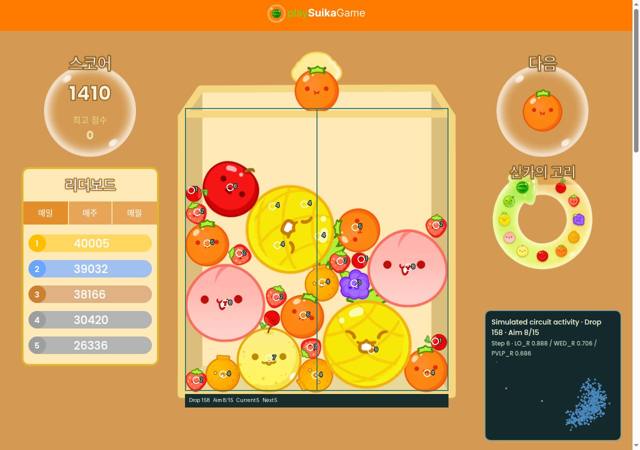 playSuikaGame
스코어
1410
최고 점수
0
다음
리더보드
매일 매주 매월
1 40005
2 39032
3 38166
4 30420
5 26336
신카의 고리
Simulated circuit activity · Drop
158 · Aim 8/15
Step 6 · LO_R 0.888 / WED_R 0.706 /
PVLP_R 0.686
Drop 158 Aim 8/15 Current 5 Next 5